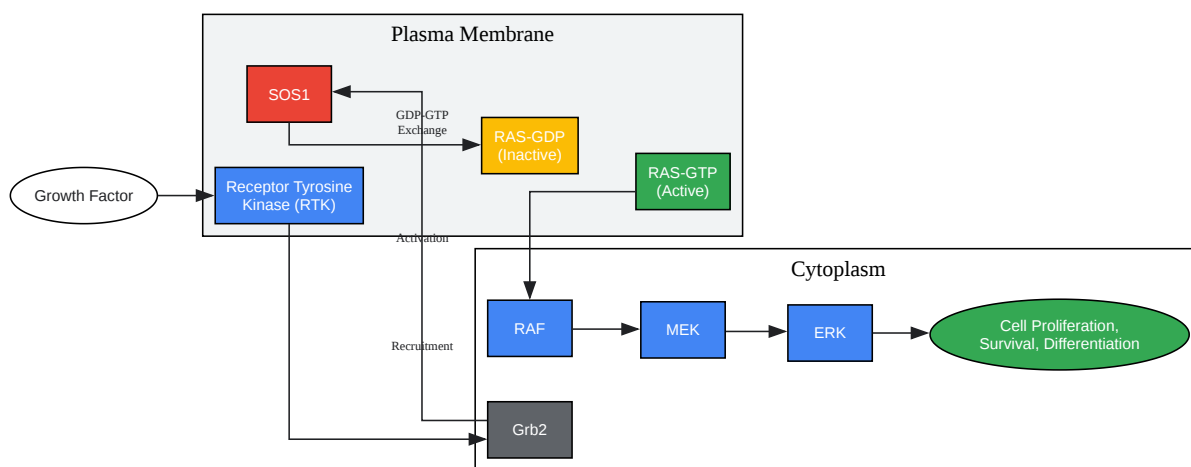 Plasma Membrane
SOS1
GDP-GTP
Exchange
RAS-GDP
(Inactive)
RAS-GTP
(Active)
Growth Factor
Receptor Tyrosine
Kinase (RTK)
Activation
Cytoplasm
RAF
MEK
ERK
Cell Proliferation,
Survival, Differentiation
Recruitment
Grb2